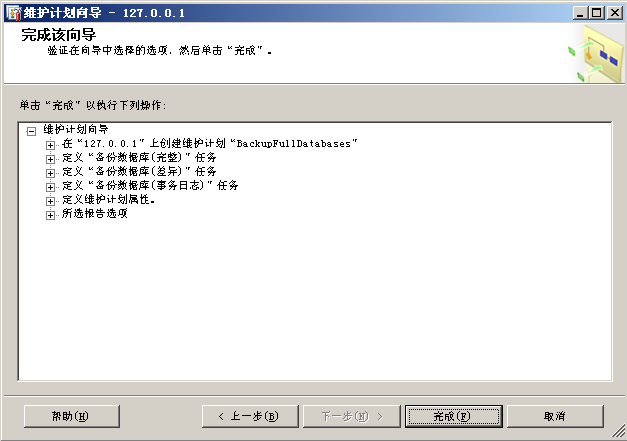 维护计划向导 - 127.0.0.1
完成该向导
验证在向导中选择的选项，然后单击“完成”。
单击“完成”以执行下列操作:
维护计划向导
在“127.0.0.1”上创建维护计划“BackupFullDatabases”
定义“备份数据库(完整)”任务
定义“备份数据库(差异)”任务
定义“备份数据库(事务日志)”任务
定义维护计划属性。
所选报告选项
帮助(H) < 上一步(B) 下一步(N) > 完成(F) 取消